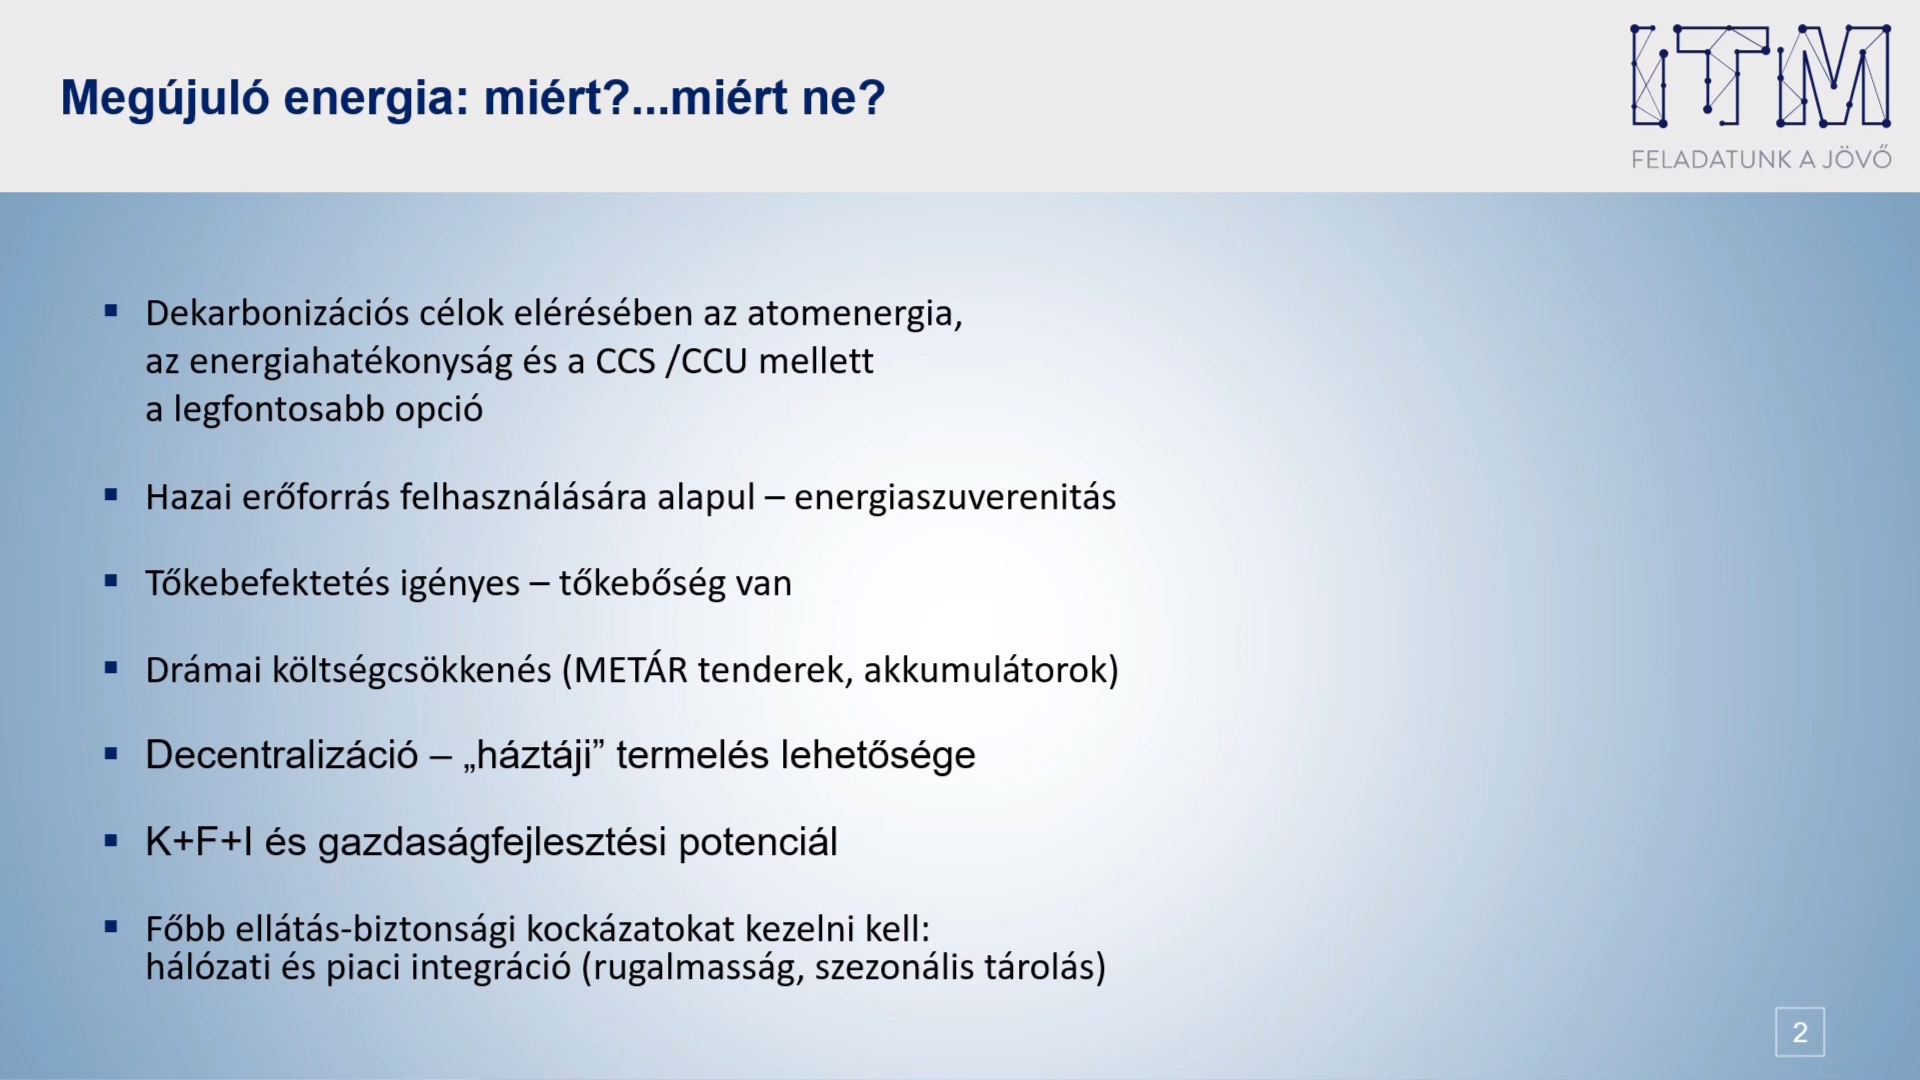 Megújuló energia: miért?...miért ne?
ITM
FELADATUNK A JÖVŐ
▪ Dekarbonizációs célok elérésében az atomenergia,
az energiahatékonyság és a CCS /CCU mellett
a legfontosabb opció
▪ Hazai erőforrás felhasználására alapul – energiaszuverenitás
▪ Tőkebefektetés igényes – tőkebőség van
▪ Drámai költségcsökkenés (METÁR tenderek, akkumulátorok)
▪ Decentralizáció – „háztáji” termelés lehetősége
▪ K+F+I és gazdaságfejlesztési potenciál
▪ Főbb ellátás-biztonsági kockázatokat kezelni kell:
hálózati és piaci integráció (rugalmasság, szezonális tárolás)
2